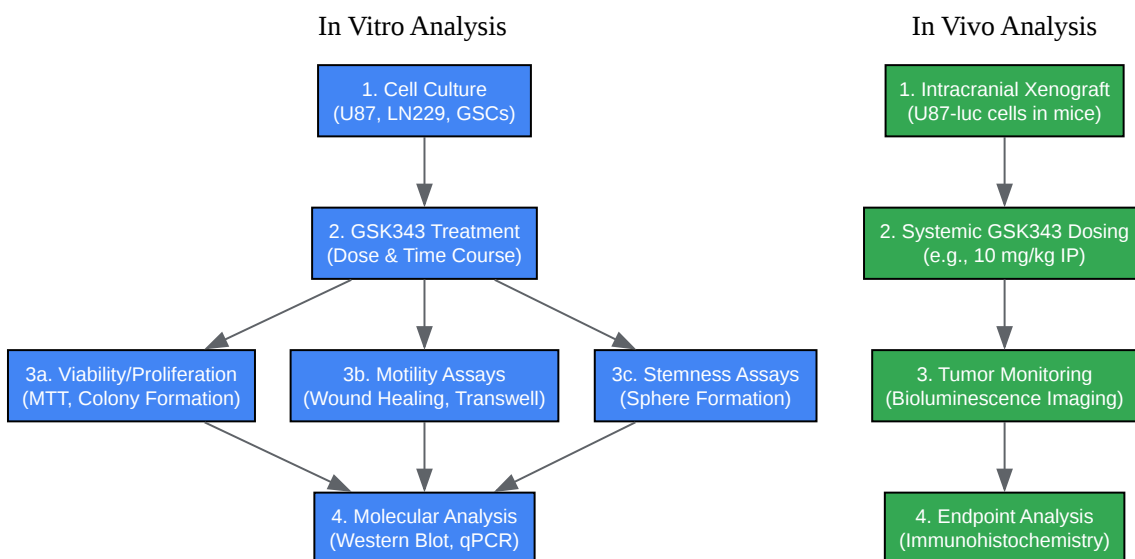 In Vitro Analysis
1. Cell Culture
(U87, LN229, GSCs)
2. GSK343 Treatment
(Dose & Time Course)
3a. Viability/Proliferation
(MTT, Colony Formation)
3b. Motility Assays
(Wound Healing, Transwell)
3c. Stemness Assays
(Sphere Formation)
4. Molecular Analysis
(Western Blot, qPCR)
In Vivo Analysis
1. Intracranial Xenograft
(U87-luc cells in mice)
2. Systemic GSK343 Dosing
(e.g., 10 mg/kg IP)
3. Tumor Monitoring
(Bioluminescence Imaging)
4. Endpoint Analysis
(Immunohistochemistry)